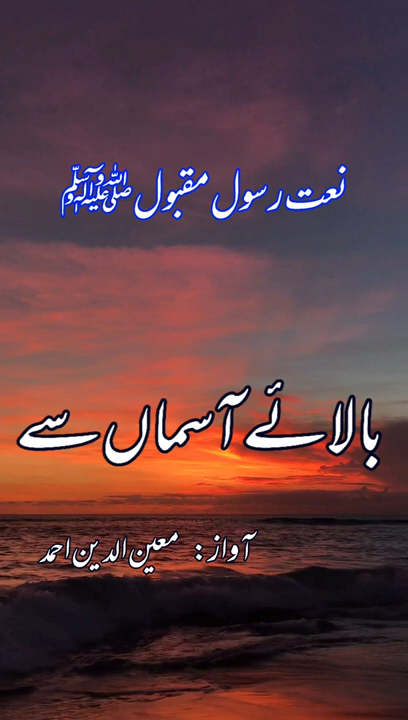 نعت رسول مقبول ﷺ
بالائے آسماں سے
آواز: معین الدین احمد